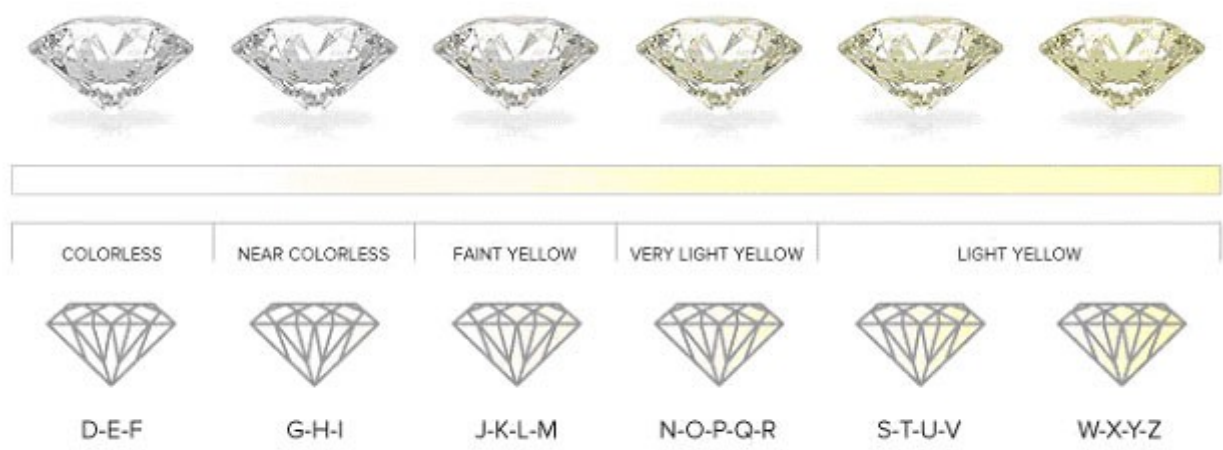 COLORLESS NEAR COLORLESS FAINT YELLOW VERY LIGHT YELLOW LIGHT YELLOW
D-E-F G-H-I J-K-L-M N-O-P-Q-R S-T-U-V W-X-Y-Z